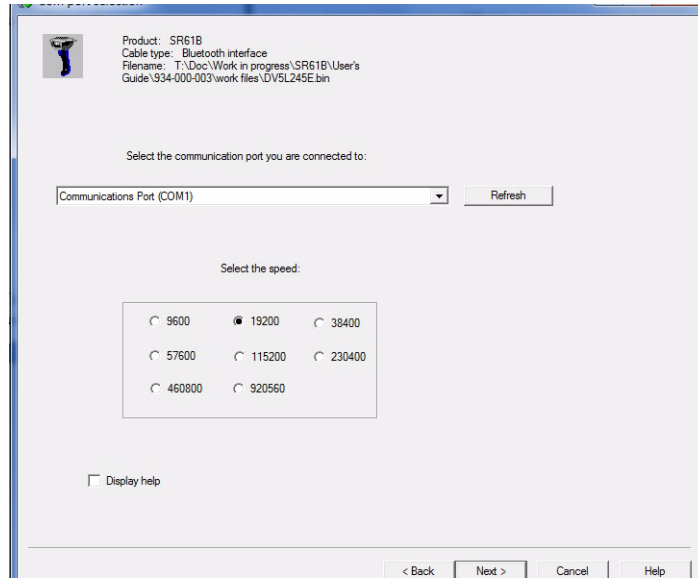 Product: SR61B
Cable type: Bluetooth interface
Filename: T:\Doc\Work in progress\SR61B\User's
Guide\934-000-003\work files\DV5L245E.bin
Select the communication port you are connected to:
Communications Port (COM1)
Refresh
Select the speed:
9600 19200 38400
57600 115200 230400
460800 920560
Display help
< Back Next > Cancel Help